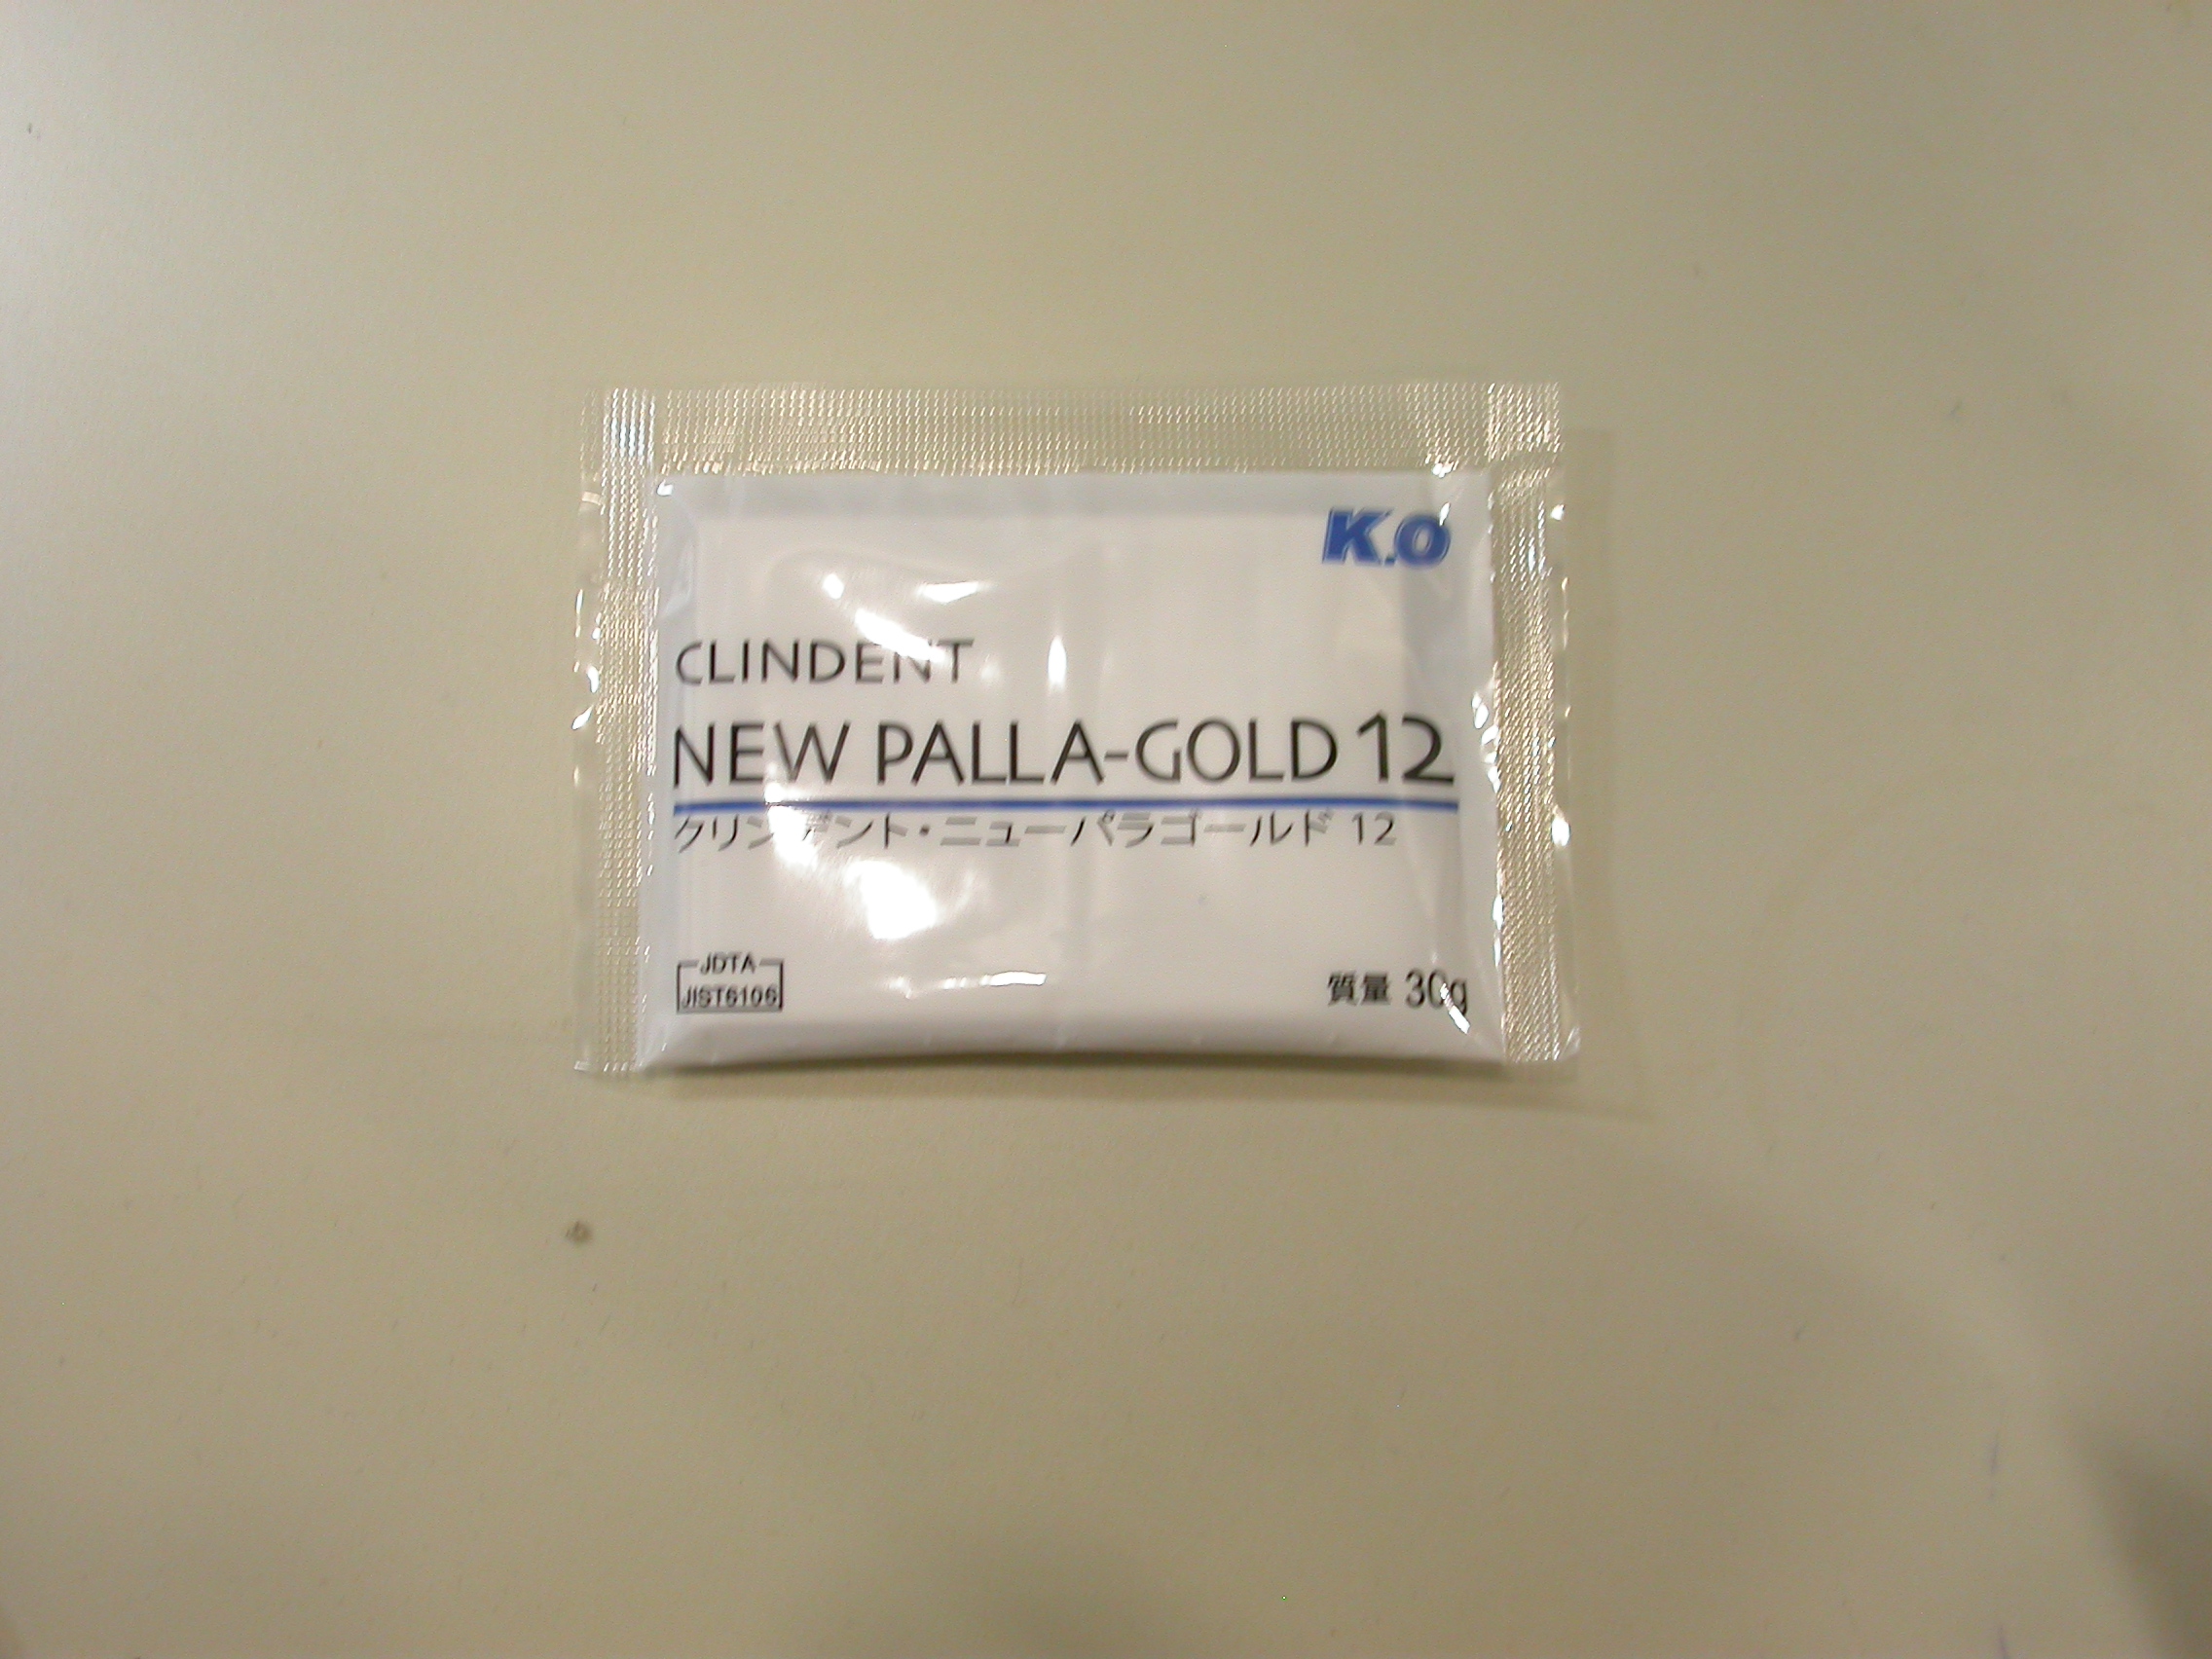 K.O
CLINDENT
NEW PALLA-GOLD 12
クリンデント・ニューパラゴールド 12
JDTA
JIST6106
質量 30g